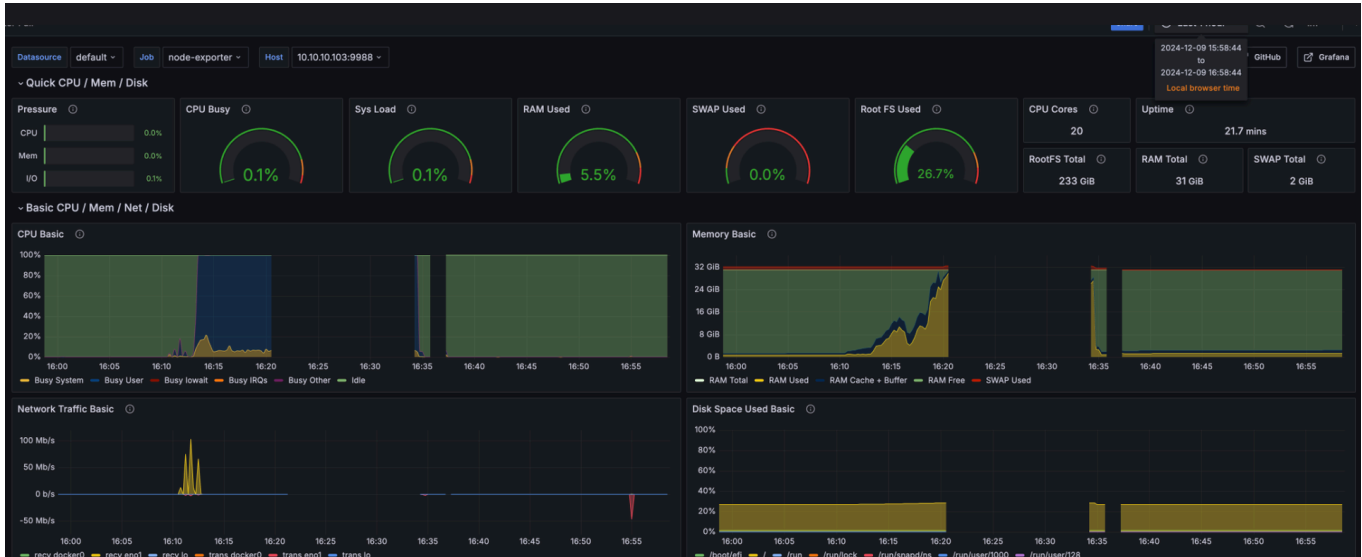 2024-12-09 15:58:44
to
2024-12-09 16:58:44
Local browser time
Datasource default Job node-exporter Host 10.10.10.103:9988 GitHub Grafana
Quick CPU / Mem / Disk
Pressure CPU Busy Sys Load RAM Used SWAP Used Root FS Used CPU Cores Uptime
CPU 0.0%
Mem 0.0%
I/O 0.1%
0.1% 0.1% 5.5% 0.0% 26.7%
20 21.7 mins
RootFS Total RAM Total SWAP Total
233 GiB 31 GiB 2 GiB
Basic CPU / Mem / Net / Disk
CPU Basic
100%
80%
60%
40%
20%
0%
16:00 16:05 16:10 16:15 16:20 16:25 16:30 16:35 16:40 16:45 16:50 16:55
Busy System Busy User Busy Iowait Busy IRQs Busy Other Idle
Memory Basic
32 GiB
24 GiB
16 GiB
8 GiB
0 B
16:00 16:05 16:10 16:15 16:20 16:25 16:30 16:35 16:40 16:45 16:50 16:55
RAM Total RAM Used RAM Cache + Buffer RAM Free SWAP Used
Network Traffic Basic
100 Mb/s
50 Mb/s
0 b/s
-50 Mb/s
16:00 16:05 16:10 16:15 16:20 16:25 16:30 16:35 16:40 16:45 16:50 16:55
recv docker0 recv eno1 recv lo trans docker0 trans eno1 trans lo
Disk Space Used Basic
100%
80%
60%
40%
20%
0%
16:00 16:05 16:10 16:15 16:20 16:25 16:30 16:35 16:40 16:45 16:50 16:55
/boot/efi / /run /run/lock /run/snapd/ns /run/user/1000 /run/user/128